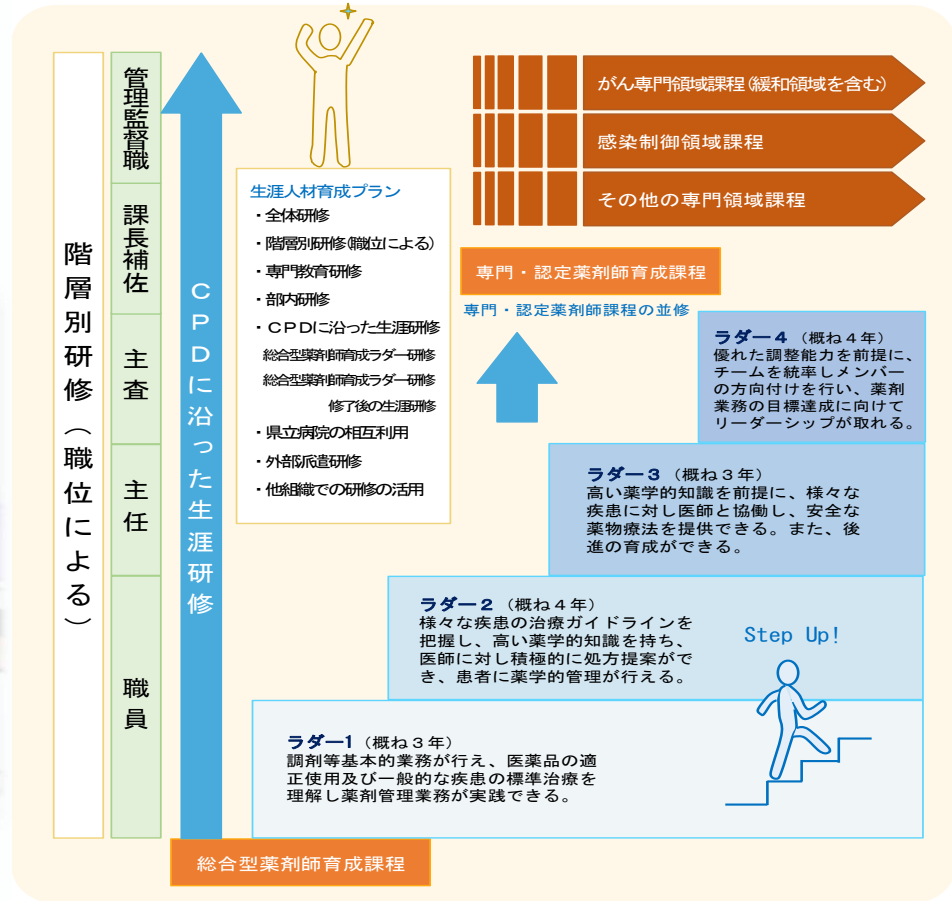 階層別研修（職位による）
管理監督職
課長補佐
主査
主任
職員
CPDに沿った生涯研修
生涯人材育成プラン
・全体研修
・階層別研修(職位による)
・専門教育研修
・部内研修
・CPDに沿った生涯研修
総合型薬剤師育成ラダー研修
総合型薬剤師育成ラダー研修
修了後の生涯研修
・県立病院の相互利用
・外部派遣研修
・他組織での研修の活用
がん専門領域課程(緩和領域を含む)
感染制御領域課程
その他の専門領域課程
専門・認定薬剤師育成課程
専門・認定薬剤師課程の並修
ラダー４（概ね４年）
優れた調整能力を前提に、
チームを統率しメンバー
の方向付けを行い、薬剤
業務の目標達成に向けて
リーダーシップが取れる。
ラダー３（概ね３年）
高い薬学的知識を前提に、様々な
疾患に対し医師と協働し、安全な
薬物療法を提供できる。また、後
進の育成ができる。
ラダー２（概ね４年）
様々な疾患の治療ガイドラインを
把握し、高い薬学的知識を持ち、
医師に対し積極的に処方提案がで
き、患者に薬学的管理が行える。
Step Up!
ラダー1（概ね３年）
調剤等基本的業務が行え、医薬品の適
正使用及び一般的な疾患の標準治療を
理解し薬剤管理業務が実践できる。
総合型薬剤師育成課程